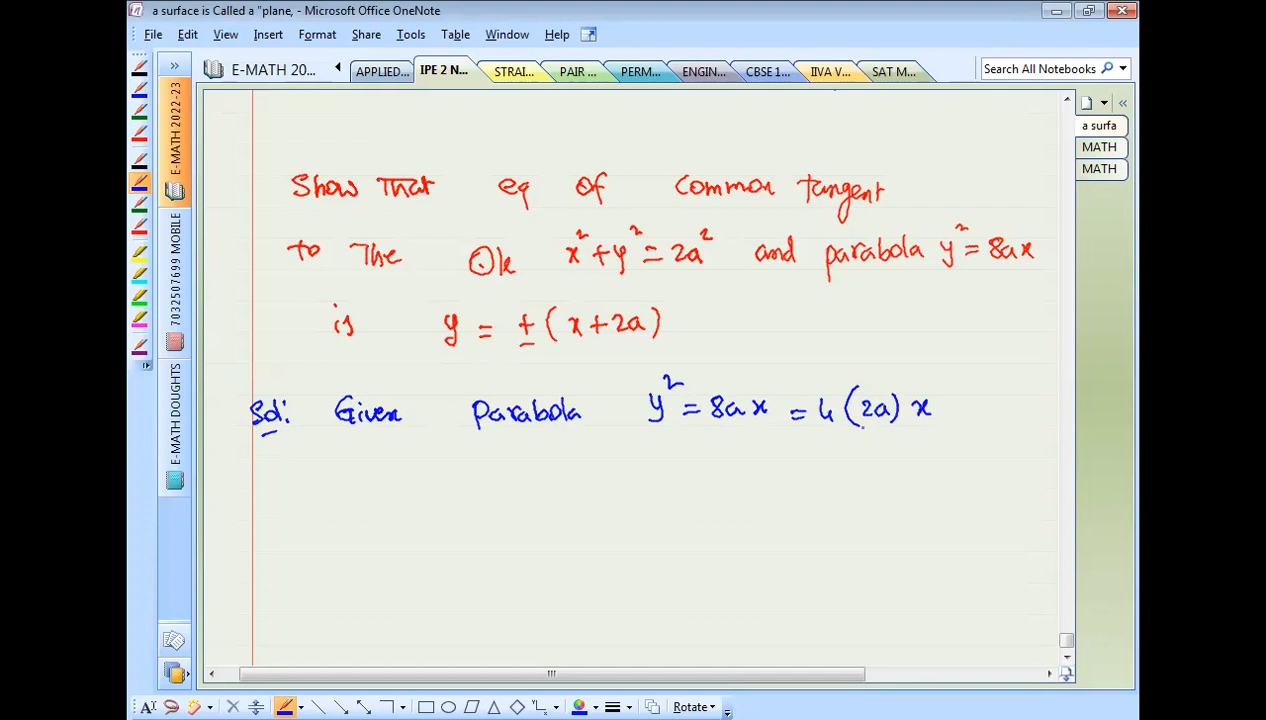 a surface is Called a "plane, - Microsoft Office OneNote
File Edit View Insert Format Share Tools Table Window Help
E-MATH 20... APPLIED... IPE 2 N... STRAI... PAIR ... PERM... ENGIN... CBSE 1... IIVA V... SAT M... Search All Notebooks
a surfa
MATH
MATH
E-MATH 2022-23
7032507699 MOBILE
E-MATH DOUGHTS
Show That eq of common tangent
to The ⊙le x² + y² = 2a² and parabola y² = 8ax
is y = ± (x + 2a)
Sol: Given Parabola y² = 8ax = 4 (2a) x
Rotate